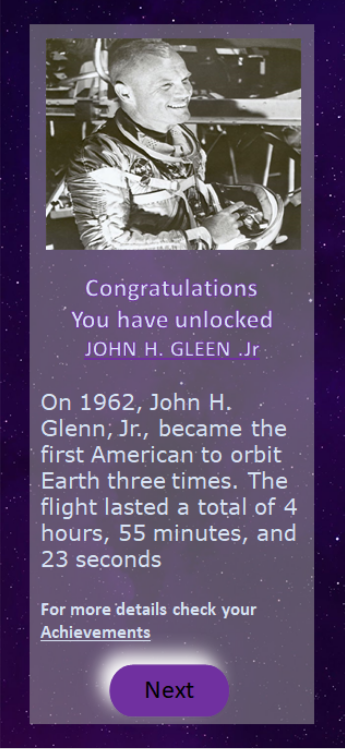 Congratulations
You have unlocked
JOHN H. GLEEN .Jr
On 1962, John H.
Glenn, Jr., became the
first American to orbit
Earth three times. The
flight lasted a total of 4
hours, 55 minutes, and
23 seconds
For more details check your
Achievements
Next